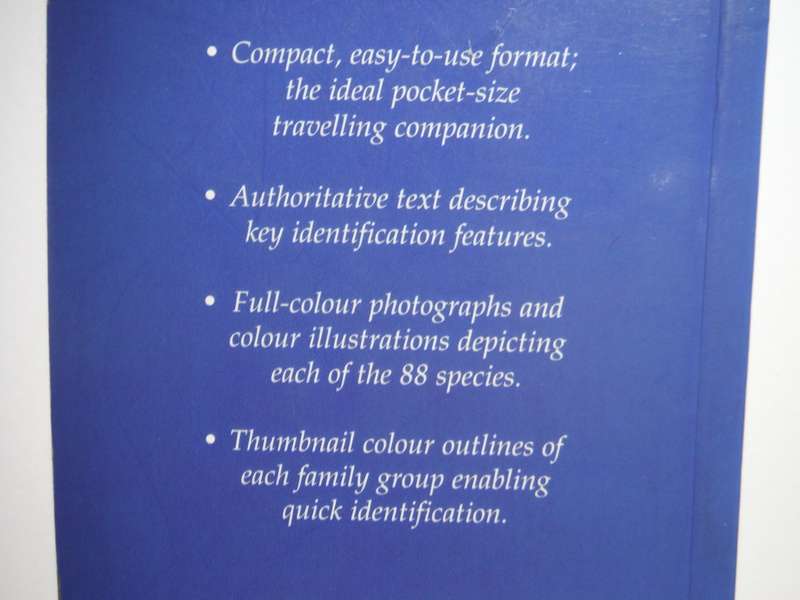 • Compact, easy-to-use format;
the ideal pocket-size
travelling companion.
• Authoritative text describing
key identification features.
• Full-colour photographs and
colour illustrations depicting
each of the 88 species.
• Thumbnail colour outlines of
each family group enabling
quick identification.